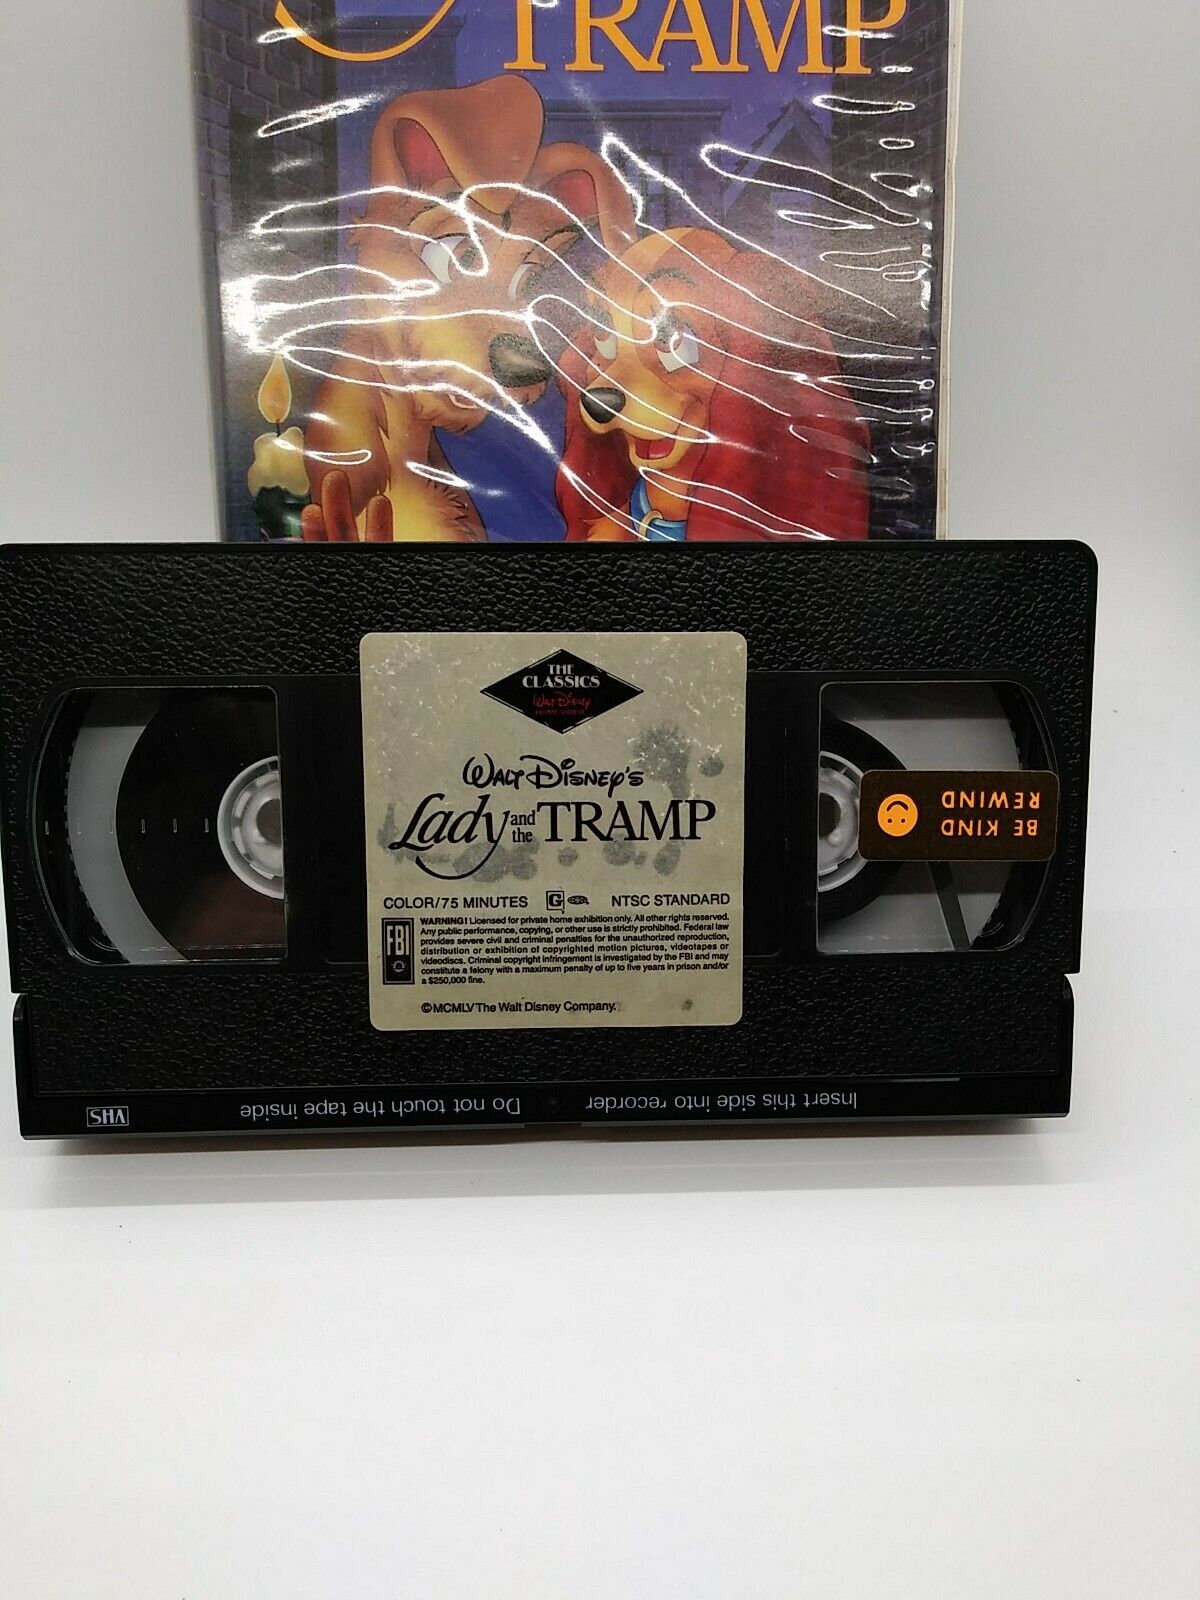 TRAMP
THE
CLASSICS
WALT DISNEY
HOME VIDEO
WALT DISNEY'S
Lady and the TRAMP
BE KIND
REWIND
COLOR/75 MINUTES G NTSC STANDARD
FBI
WARNING! Licensed for private home exhibition only. All other rights reserved.
Any public performance, copying, or other use is strictly prohibited. Federal law
provides severe civil and criminal penalties for the unauthorized reproduction,
distribution or exhibition of copyrighted motion pictures, videotapes or
videodiscs. Criminal copyright infringement is investigated by the FBI and may
constitute a felony with a maximum penalty of up to five years in prison and/or
a $250,000 fine.
©MCMLV The Walt Disney Company.
Insert this side into recorder
Do not touch the tape inside
VHS